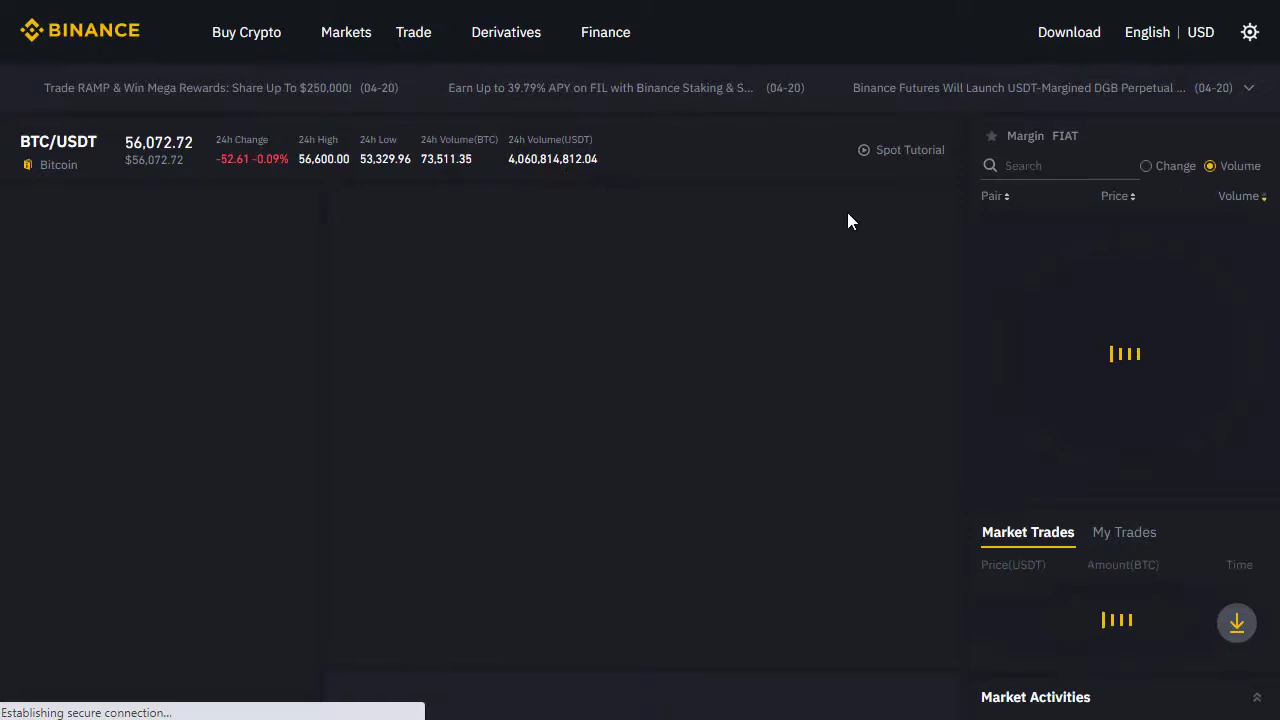 BINANCE
Buy Crypto Markets Trade Derivatives Finance Download English | USD
Trade RAMP & Win Mega Rewards: Share Up To $250,000! (04-20) Earn Up to 39.79% APY on FIL with Binance Staking & S... (04-20) Binance Futures Will Launch USDT-Margined DGB Perpetual ... (04-20)
BTC/USDT 56,072.72 24h Change 24h High 24h Low 24h Volume(BTC) 24h Volume(USDT)
Bitcoin $56,072.72 -52.61 -0.09% 56,600.00 53,329.96 73,511.35 4,060,814,812.04
Spot Tutorial
Margin FIAT
Search Change Volume
Pair Price Volume
Market Trades My Trades
Price(USDT) Amount(BTC) Time
Market Activities
Establishing secure connection...